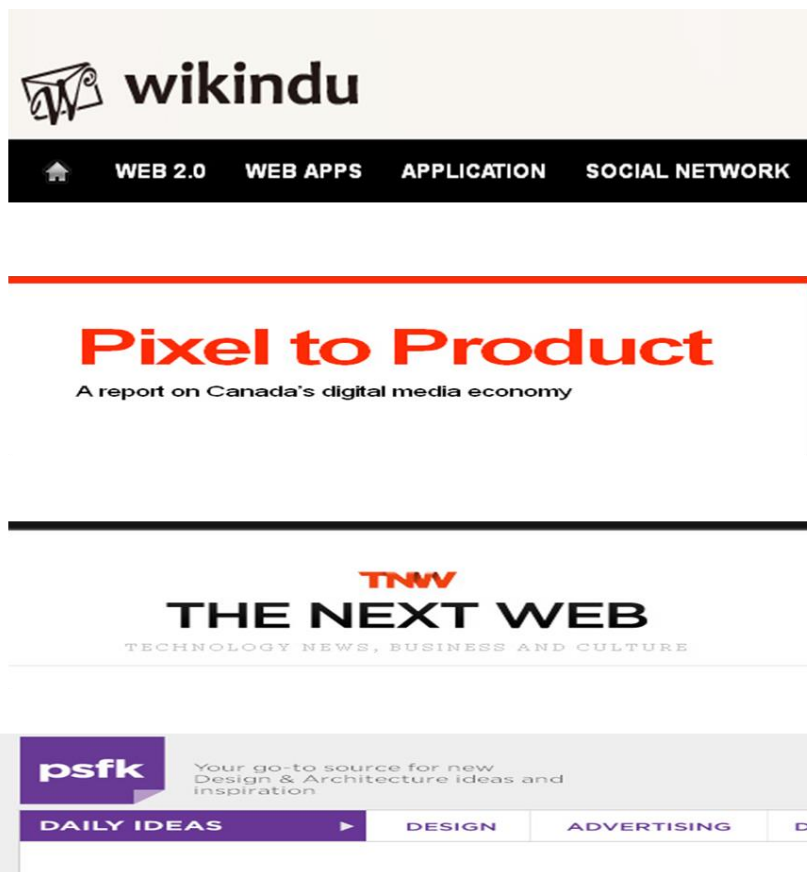 W wikindu
WEB 2.0 WEB APPS APPLICATION SOCIAL NETWORK
Pixel to Product
A report on Canada's digital media economy
TNW
THE NEXT WEB
TECHNOLOGY NEWS, BUSINESS AND CULTURE
psfk
Your go-to source for new
Design & Architecture ideas and
inspiration
DAILY IDEAS DESIGN ADVERTISING D